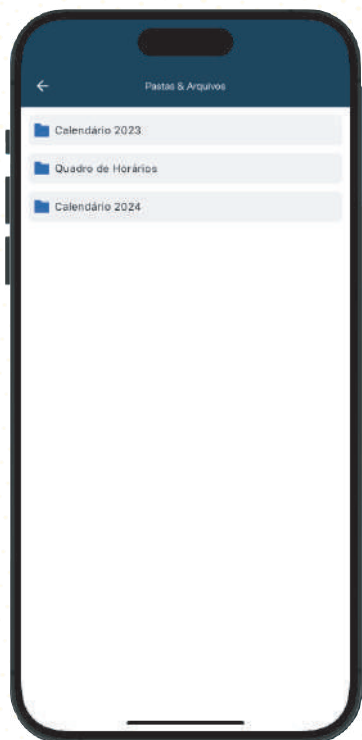 Pastas & Arquivos
Calendário 2023
Quadro de Horários
Calendário 2024